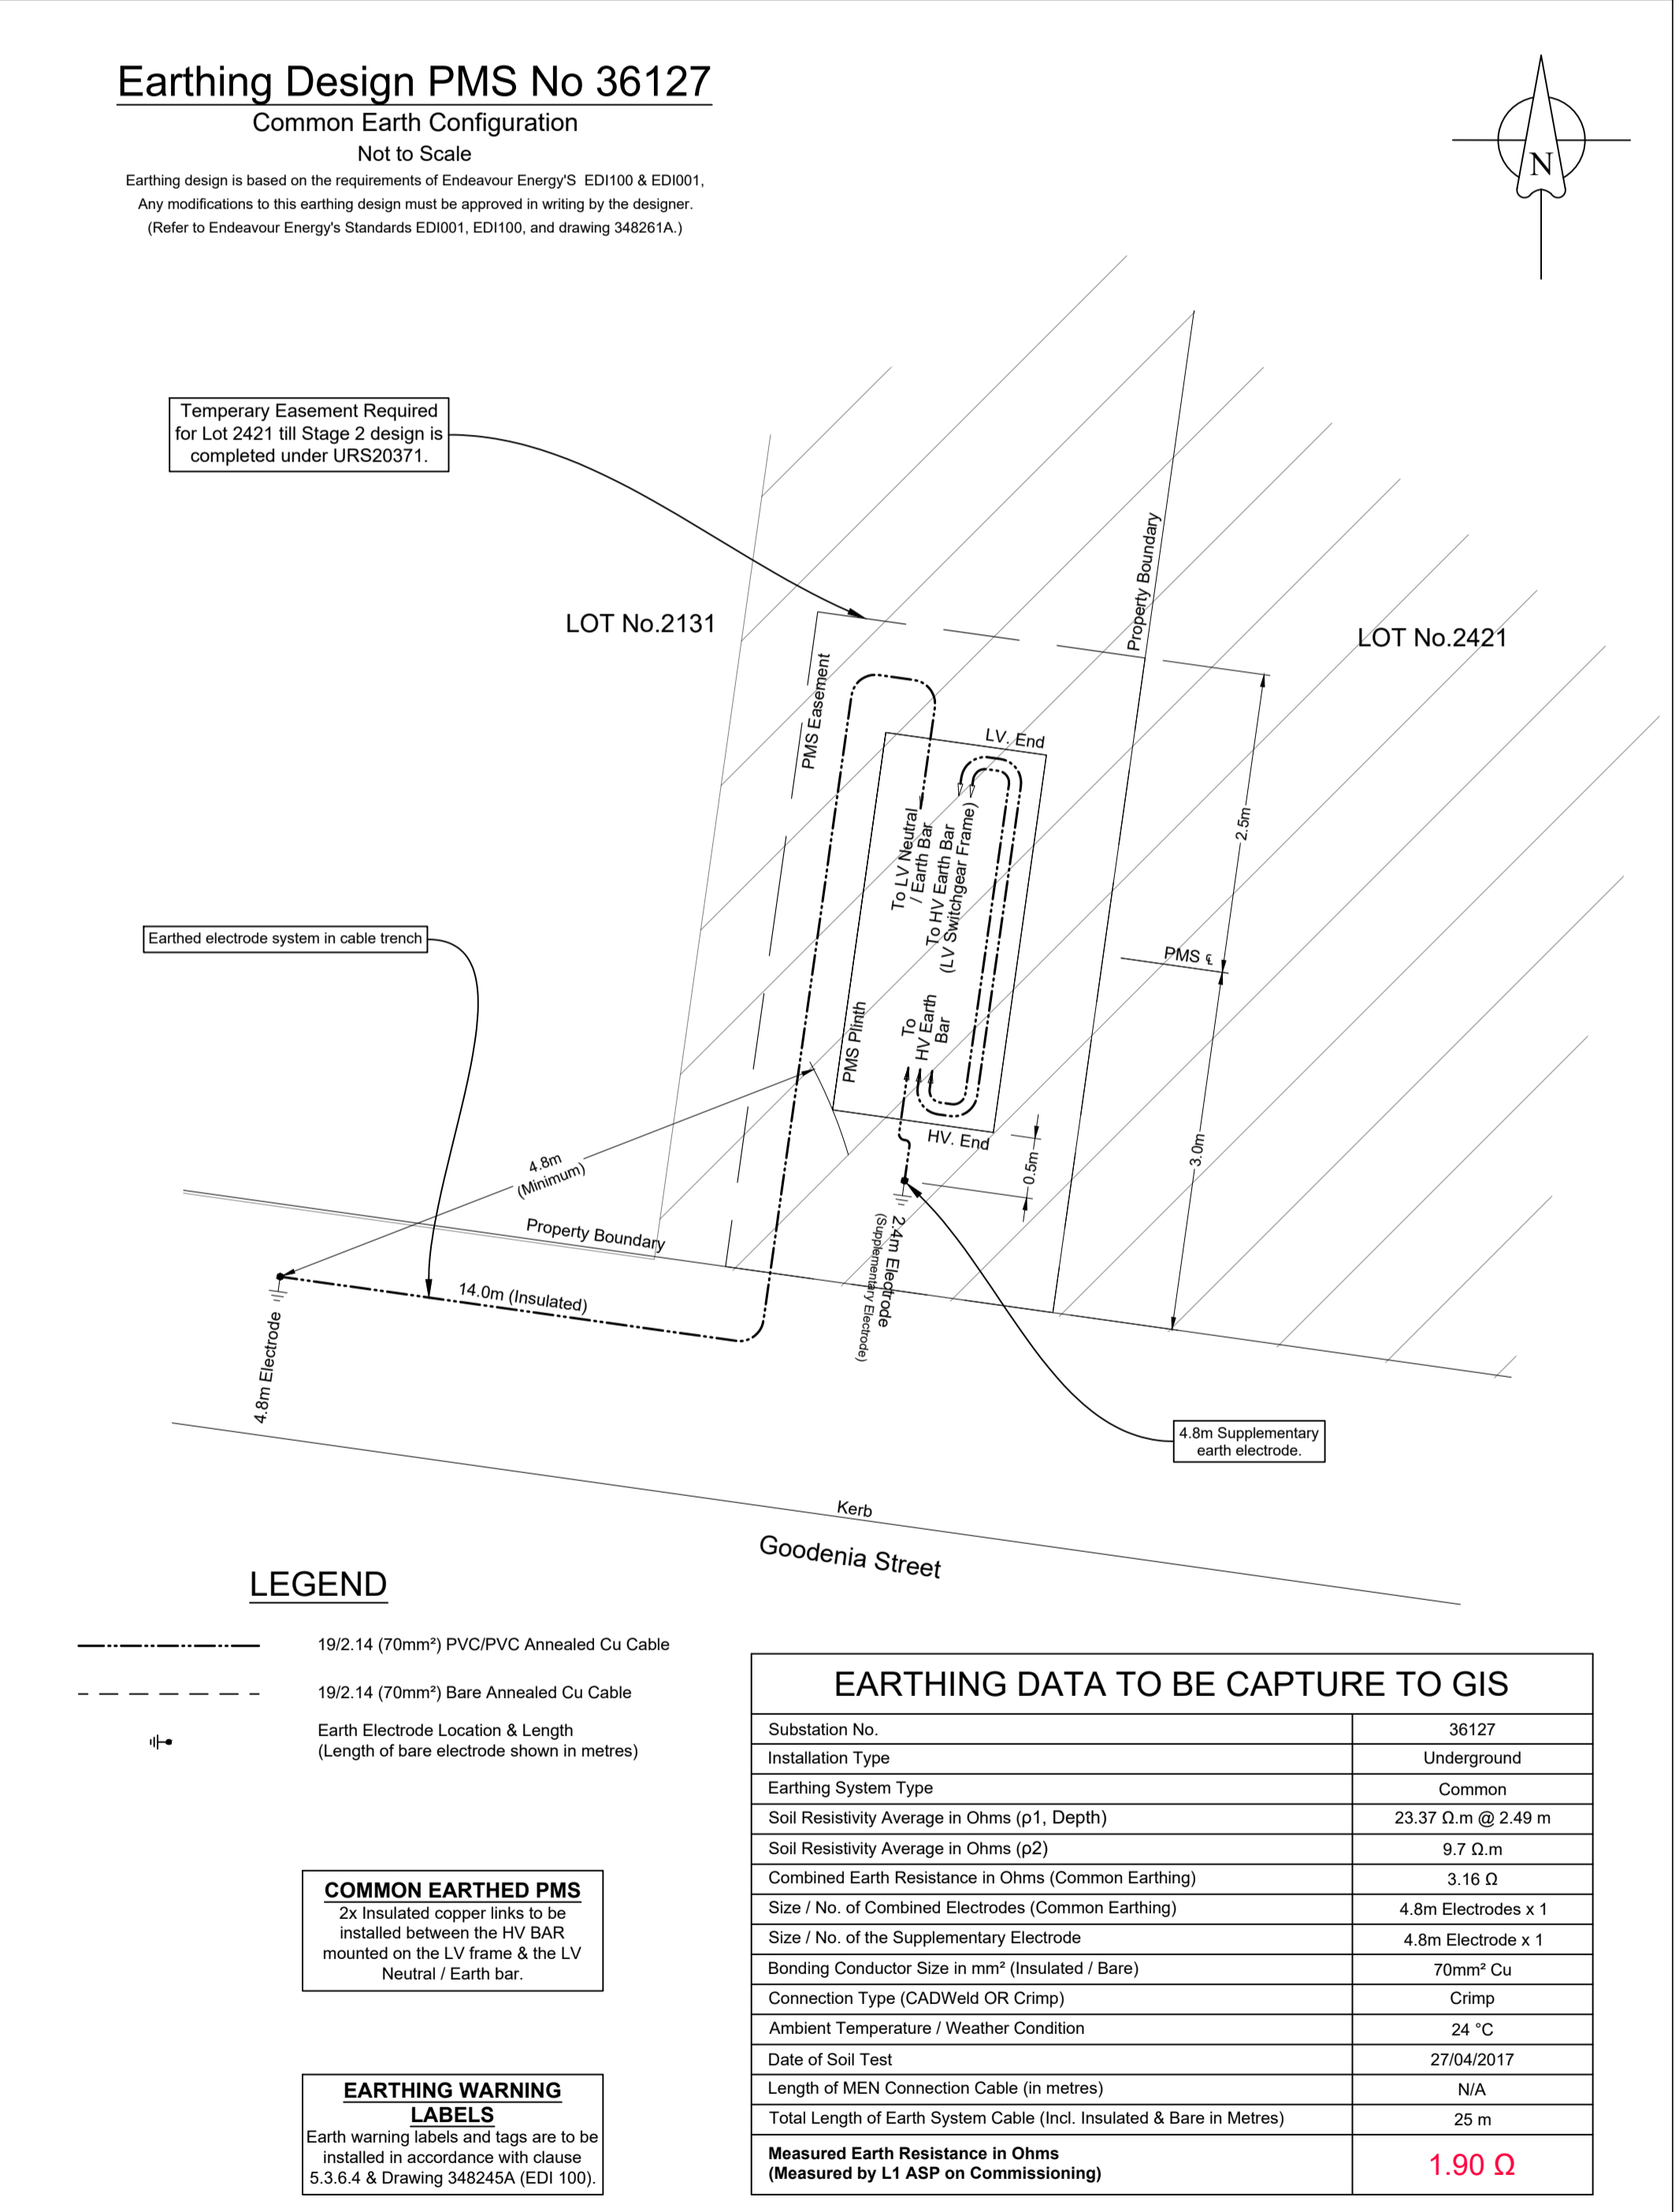 Earthing Design PMS No 36127
Common Earth Configuration
Not to Scale
Earthing design is based on the requirements of Endeavour Energy'S EDI100 & EDI001,
Any modifications to this earthing design must be approved in writing by the designer.
(Refer to Endeavour Energy's Standards EDI001, EDI100, and drawing 348261A.)
N
Temperary Easement Required
for Lot 2421 till Stage 2 design is
completed under URS20371.
LOT No.2131
Property Boundary
LOT No.2421
PMS Easement
LV. End
To LV Neutral
/ Earth Bar
To HV Earth Bar
(LV Switchgear Frame)
2.5m
Earthed electrode system in cable trench
PMS ℄
PMS Plinth
To
HV Earth
Bar
HV. End
0.5m
3.0m
4.8m
(Minimum)
Property Boundary
14.0m (Insulated)
4.8m Electrode
2.4m Electrode
(Supplementary Electrode)
4.8m Supplementary
earth electrode.
Kerb
Goodenia Street
LEGEND
19/2.14 (70mm²) PVC/PVC Annealed Cu Cable
19/2.14 (70mm²) Bare Annealed Cu Cable
Earth Electrode Location & Length
(Length of bare electrode shown in metres)
COMMON EARTHED PMS
2x Insulated copper links to be
installed between the HV BAR
mounted on the LV frame & the LV
Neutral / Earth bar.
EARTHING WARNING
LABELS
Earth warning labels and tags are to be
installed in accordance with clause
5.3.6.4 & Drawing 348245A (EDI 100).
EARTHING DATA TO BE CAPTURE TO GIS
Substation No. 36127
Installation Type Underground
Earthing System Type Common
Soil Resistivity Average in Ohms (ρ1, Depth) 23.37 Ω.m @ 2.49 m
Soil Resistivity Average in Ohms (ρ2) 9.7 Ω.m
Combined Earth Resistance in Ohms (Common Earthing) 3.16 Ω
Size / No. of Combined Electrodes (Common Earthing) 4.8m Electrodes x 1
Size / No. of the Supplementary Electrode 4.8m Electrode x 1
Bonding Conductor Size in mm² (Insulated / Bare) 70mm² Cu
Connection Type (CADWeld OR Crimp) Crimp
Ambient Temperature / Weather Condition 24 °C
Date of Soil Test 27/04/2017
Length of MEN Connection Cable (in metres) N/A
Total Length of Earth System Cable (Incl. Insulated & Bare in Metres) 25 m
Measured Earth Resistance in Ohms
(Measured by L1 ASP on Commissioning) 1.90 Ω